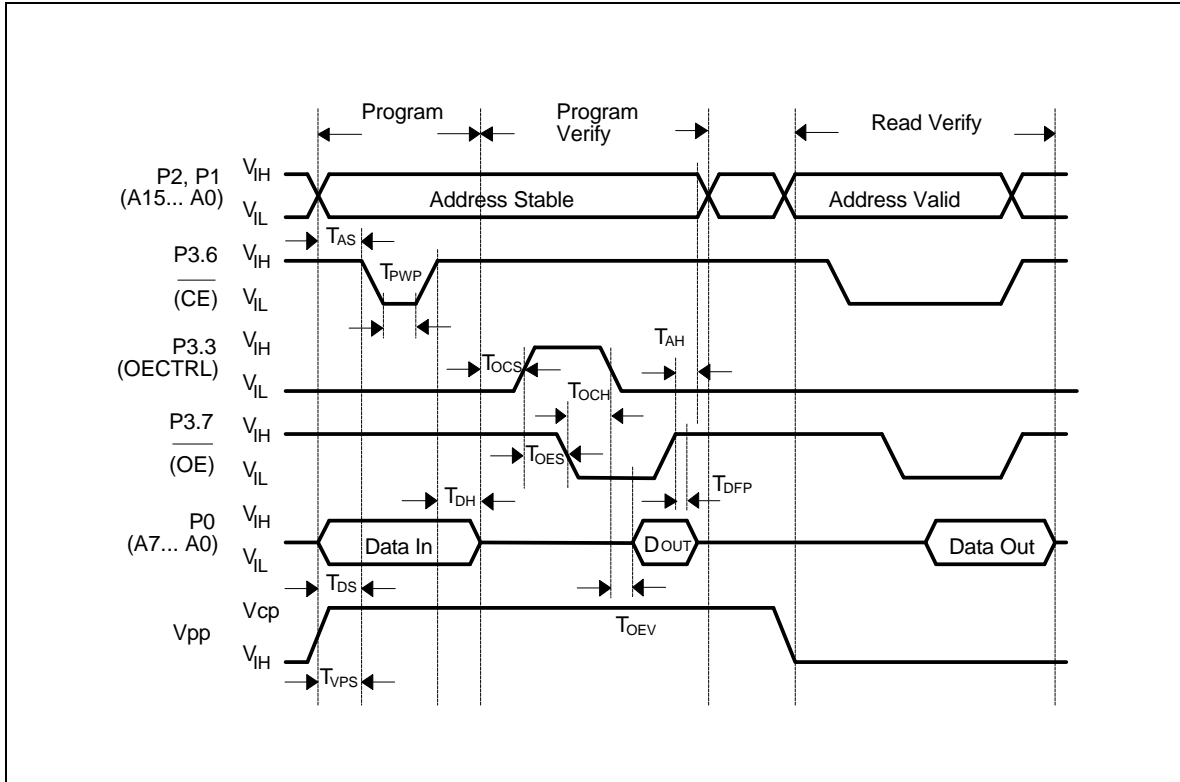 Program
Program
Verify
Read Verify
P2, P1
(A15... A0)
VIH
VIL
Address Stable
Address Valid
TAS
P3.6
(CE)
VIH
VIL
TPWP
P3.3
(OECTRL)
VIH
VIL
TOCS
TAH
TOCH
P3.7
(OE)
VIH
VIL
TOES
TDFP
TDH
P0
(A7... A0)
VIH
VIL
Data In
DOUT
Data Out
TDS
Vpp
Vcp
VIH
TOEV
TVPS